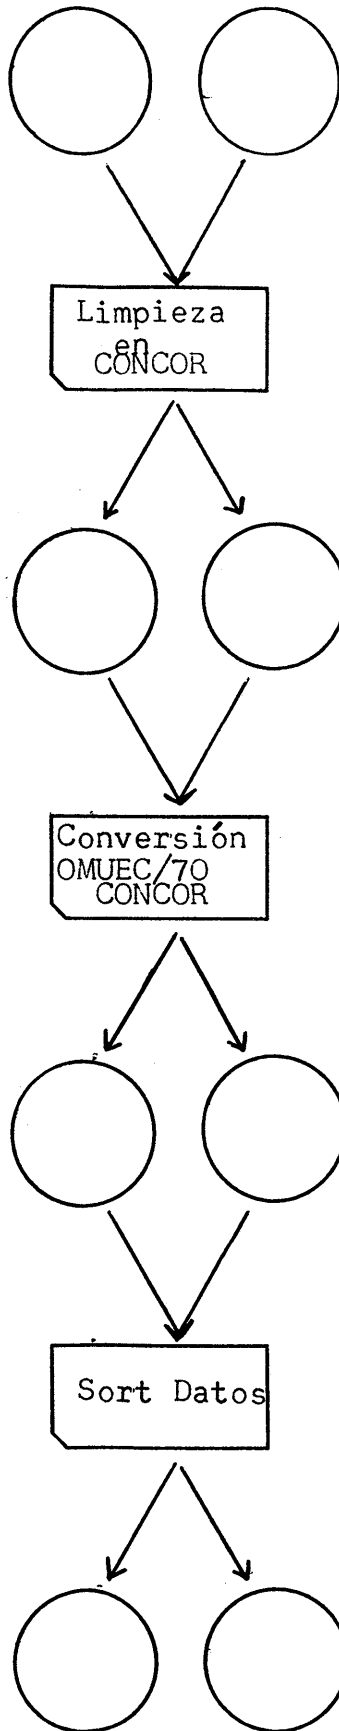 Limpieza
en
CONCOR
Conversión
OMUEC/70
CONCOR
Sort Datos